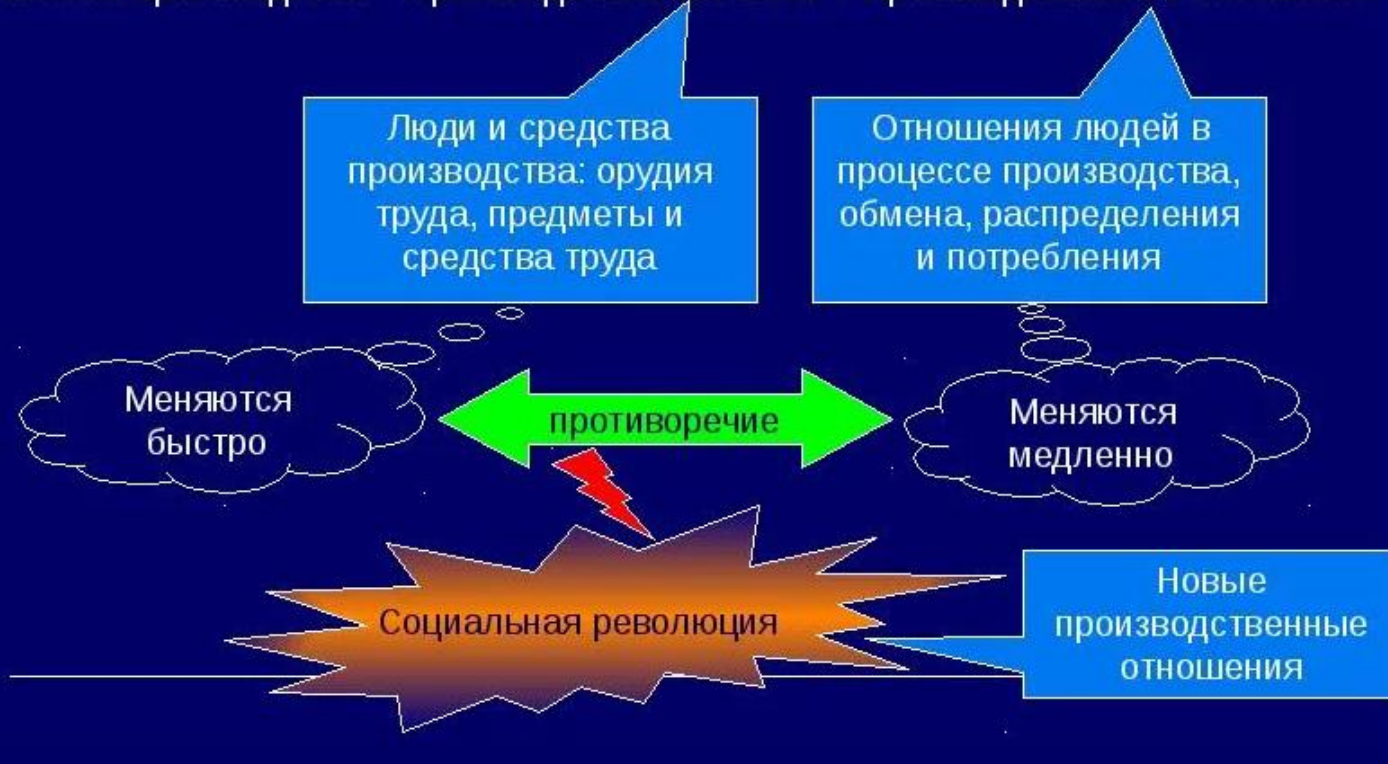 Люди и средства
производства: орудия
труда, предметы и
средства труда
Отношения людей в
процессе производства,
обмена, распределения
и потребления
Меняются
быстро
противоречие
Меняются
медленно
Социальная революция
Новые
производственные
отношения